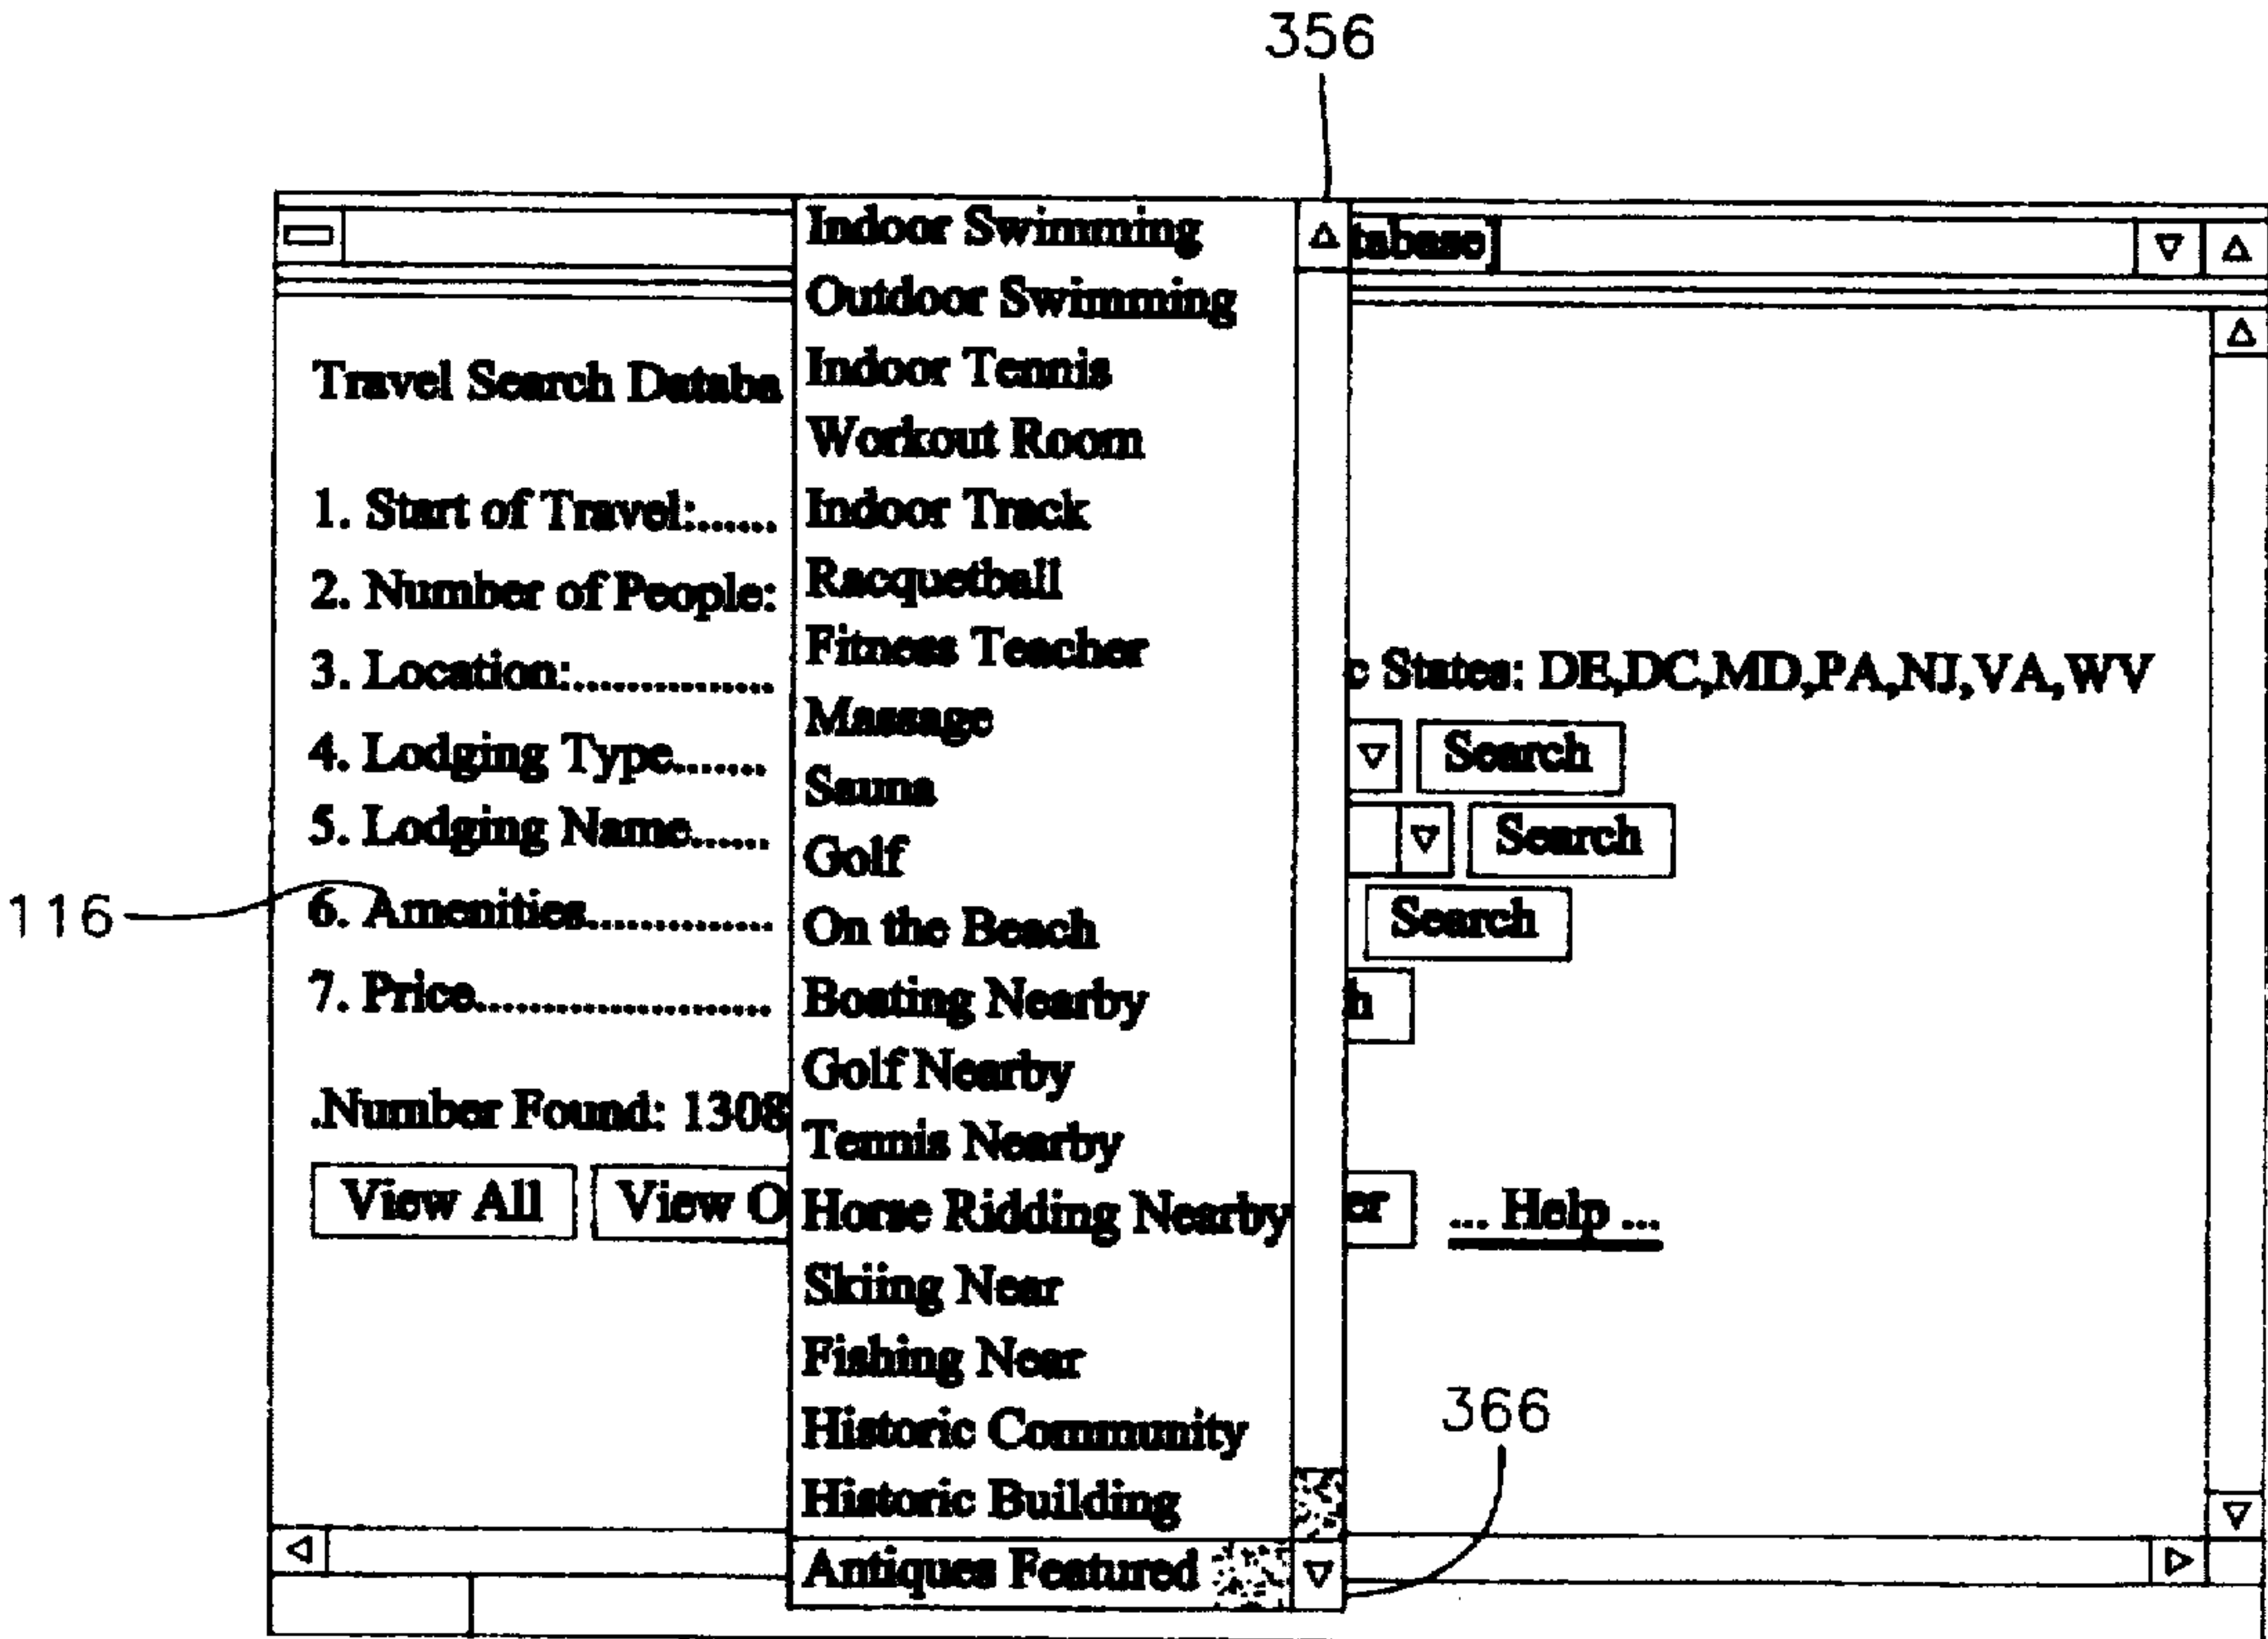 356
Indoor Swimming
tabase]
Outdoor Swimming
Travel Search Databa
Indoor Tennis
Workout Room
1. Start of Travel:......
Indoor Track
2. Number of People:
Racquetball
Fitness Teacher
3. Location:...............
c States: DE,DC,MD,PA,NJ,VA,WV
Massage
4. Lodging Type.......
Search
Sauna
5. Lodging Name......
Search
Golf
116
6. Amenities.............
On the Beach
Search
7. Price......................
Boating Nearby
h
Golf Nearby
.Number Found: 1308
Tennis Nearby
View All
View O
Horse Ridding Nearby
er
... Help ...
Skiing Near
Fishing Near
366
Historic Community
Historic Building
Antiques Featured